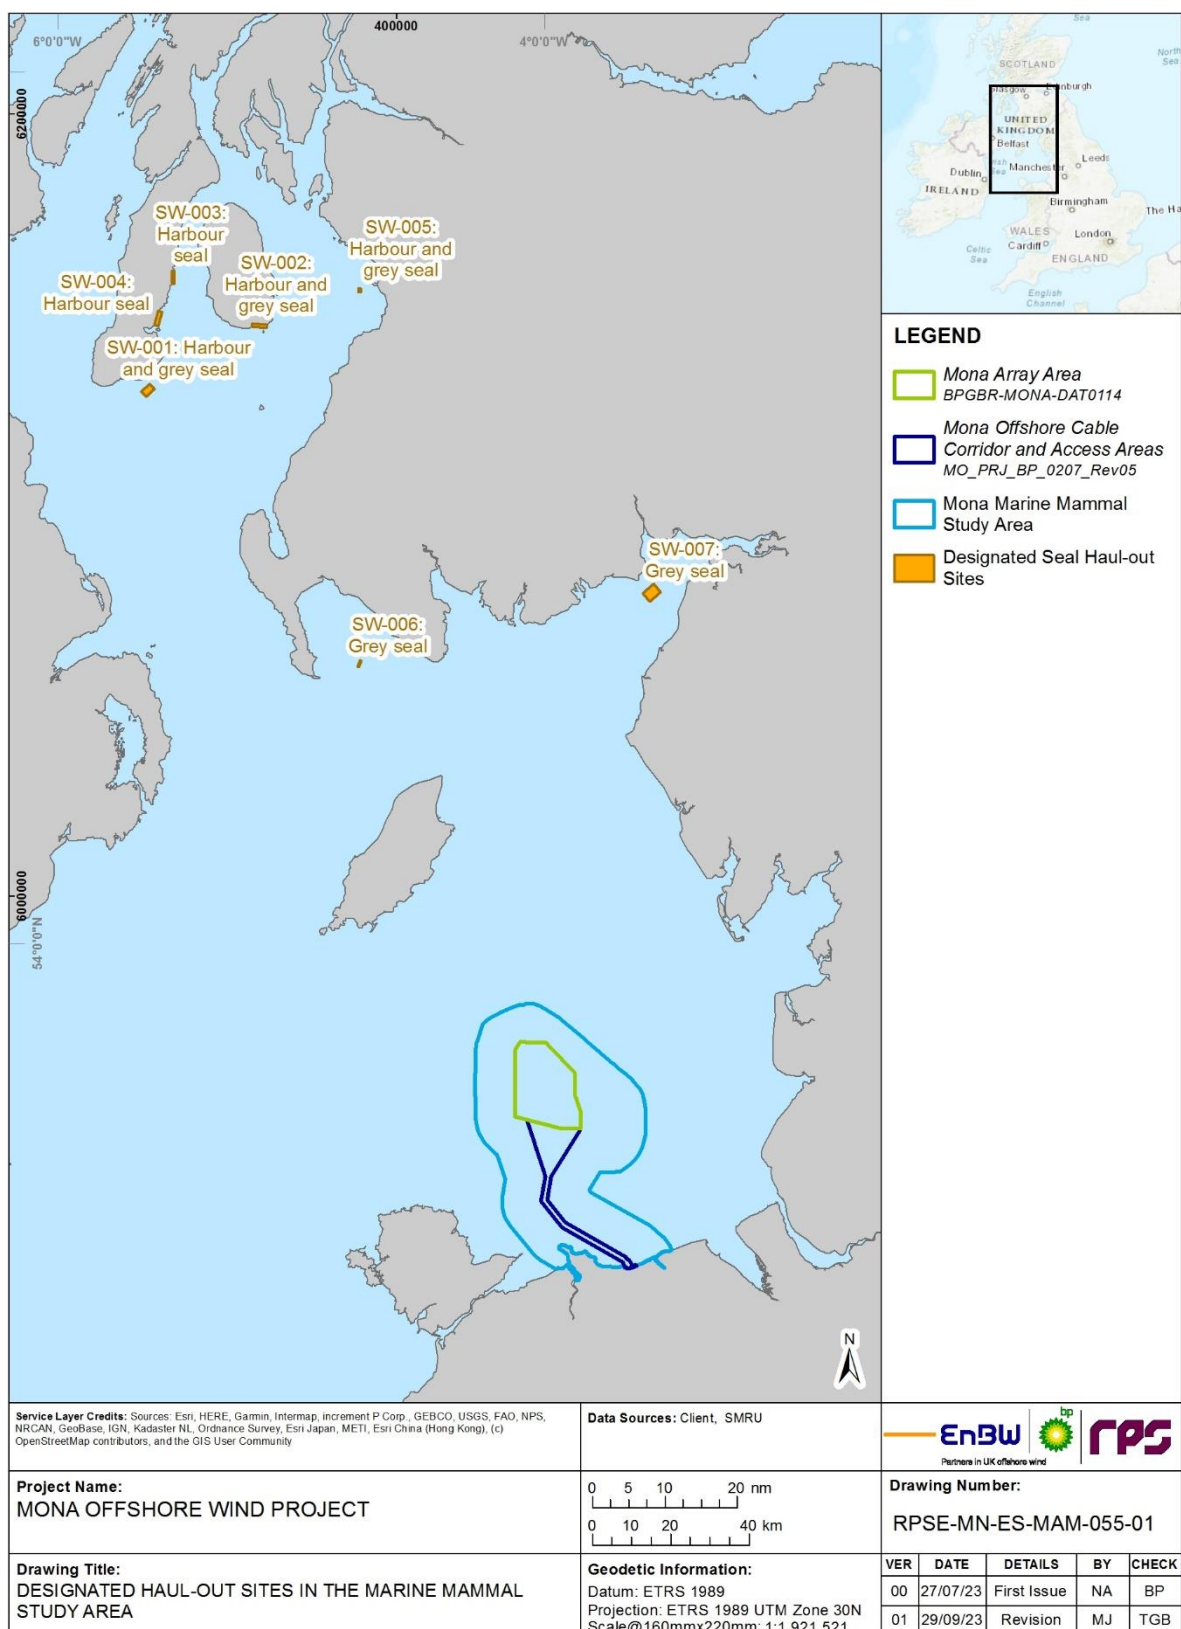 6°0'0"W
400000
4°0'0"W
6200000
6000000
54°0'0"N
SW-003:
Harbour
seal
SW-005:
Harbour and
grey seal
SW-002:
Harbour and
grey seal
SW-004:
Harbour seal
SW-001: Harbour
and grey seal
SW-007:
Grey seal
SW-006:
Grey seal
N
Sea
North
Sea
SCOTLAND
Glasgow
Edinburgh
UNITED
KINGDOM
Belfast
Leeds
Dublin
Manchester
IRELAND
Birmingham
The Ha
WALES
London
Cardiff
Celtic
Sea
ENGLAND
English
Channel
LEGEND
Mona Array Area
BPGBR-MONA-DAT0114
Mona Offshore Cable
Corridor and Access Areas
MO_PRJ_BP_0207_Rev05
Mona Marine Mammal
Study Area
Designated Seal Haul-out
Sites
Service Layer Credits: Sources: Esri, HERE, Garmin, Intermap, increment P Corp., GEBCO, USGS, FAO, NPS,
NRCAN, GeoBase, IGN, Kadaster NL, Ordnance Survey, Esri Japan, METI, Esri China (Hong Kong), (c)
OpenStreetMap contributors, and the GIS User Community
Data Sources: Client, SMRU
EnBW
Partners in UK offshore wind
bp
rps
Project Name:
MONA OFFSHORE WIND PROJECT
0 5 10 20 nm
0 10 20 40 km
Drawing Number:
RPSE-MN-ES-MAM-055-01
Drawing Title:
DESIGNATED HAUL-OUT SITES IN THE MARINE MAMMAL
STUDY AREA
Geodetic Information:
Datum: ETRS 1989
Projection: ETRS 1989 UTM Zone 30N
Scale@160mmx220mm: 1:1,921,521
VER DATE DETAILS BY CHECK
00 27/07/23 First Issue NA BP
01 29/09/23 Revision MJ TGB